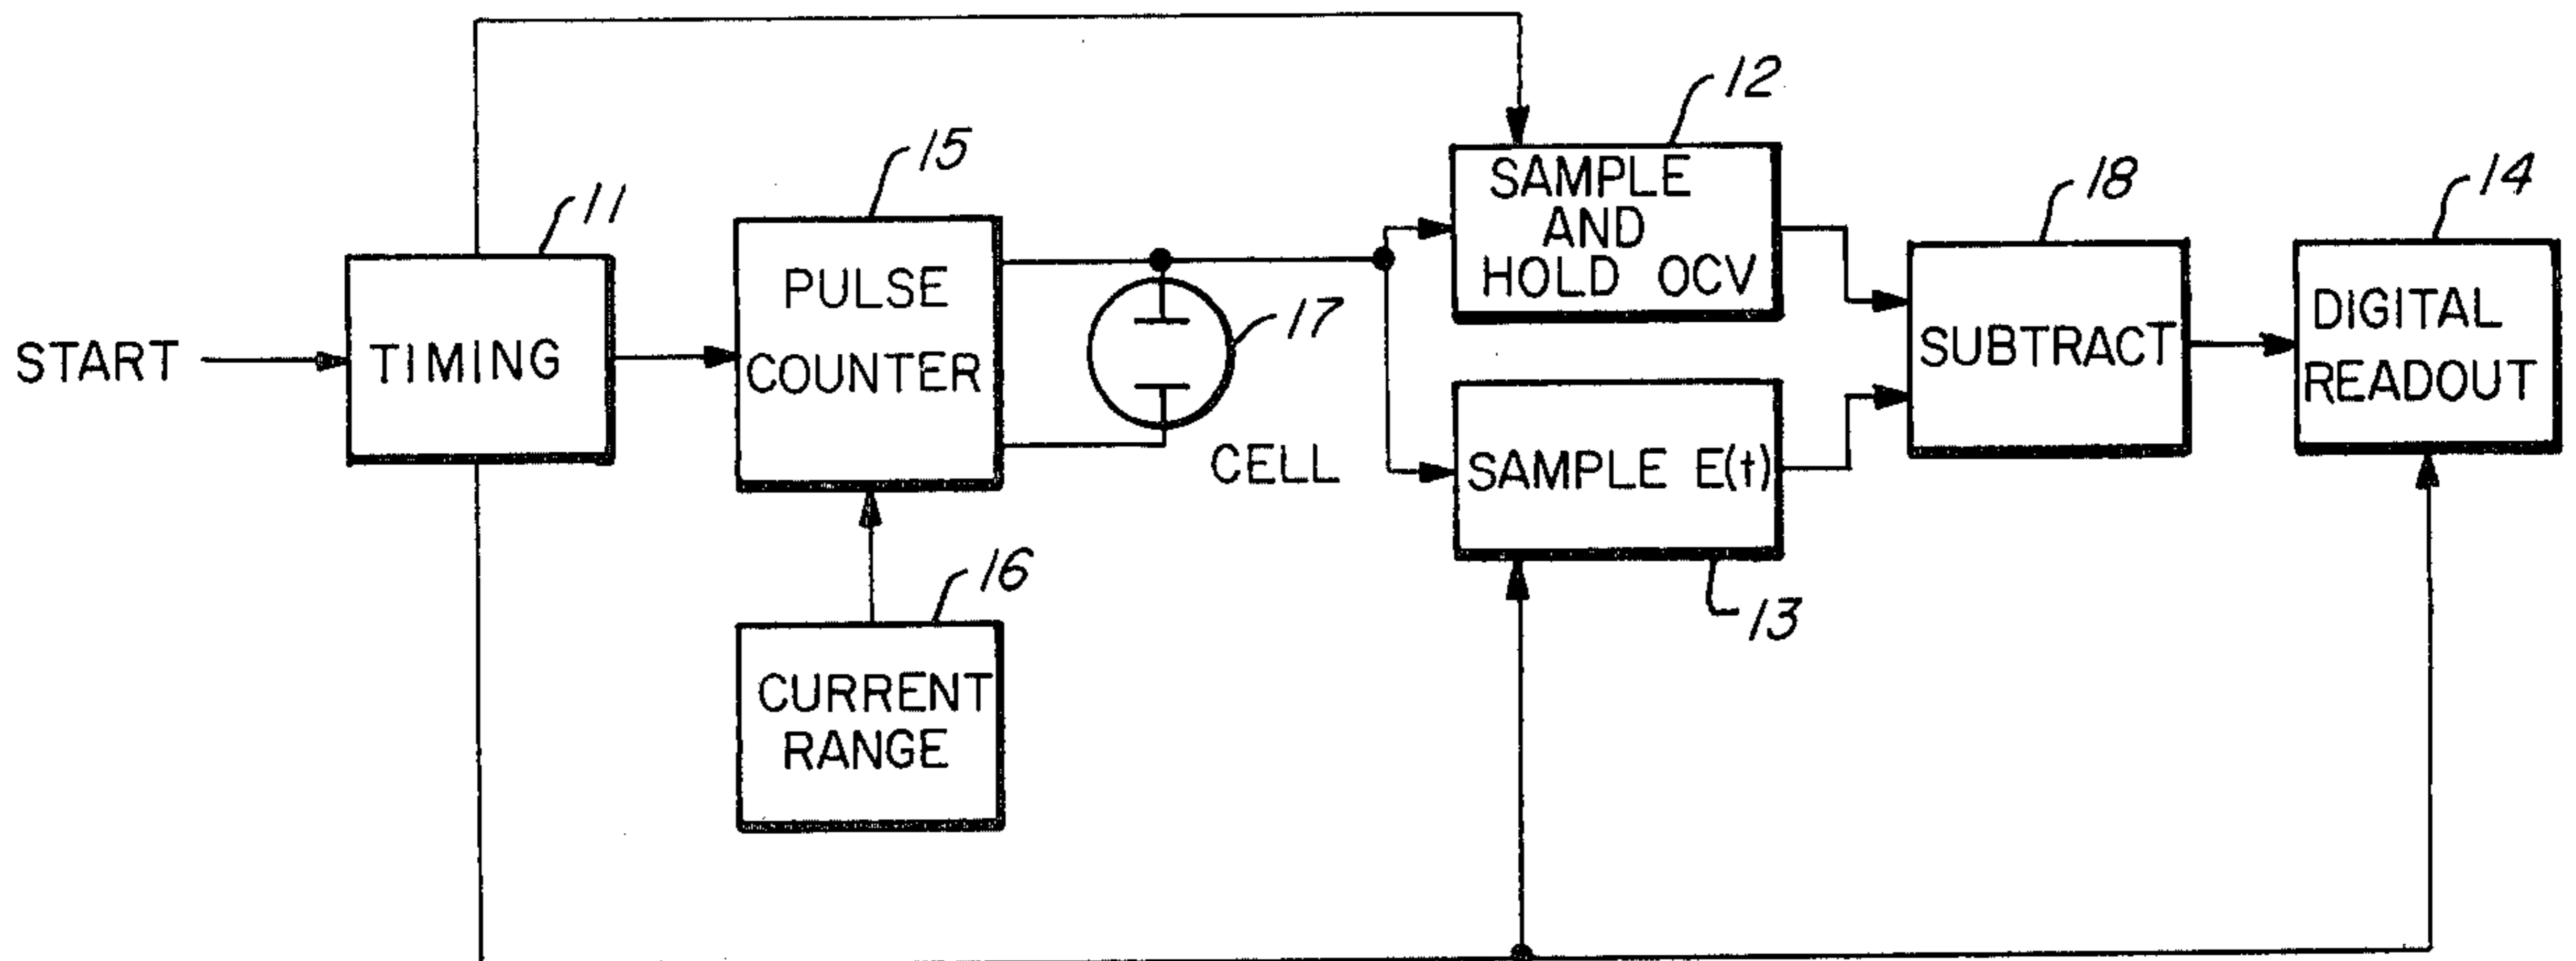 START
11
TIMING
15
PULSE
COUNTER
16
CURRENT
RANGE
17
CELL
12
SAMPLE
AND
HOLD OCV
SAMPLE E(t)
13
18
SUBTRACT
14
DIGITAL
READOUT